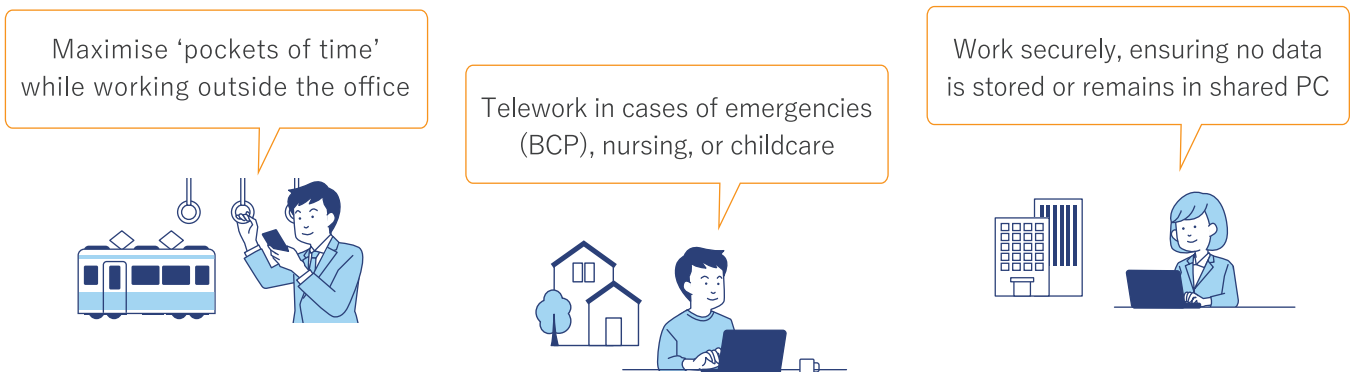 Maximise ‘pockets of time’
while working outside the office
Telework in cases of emergencies
(BCP), nursing, or childcare
Work securely, ensuring no data
is stored or remains in shared PC